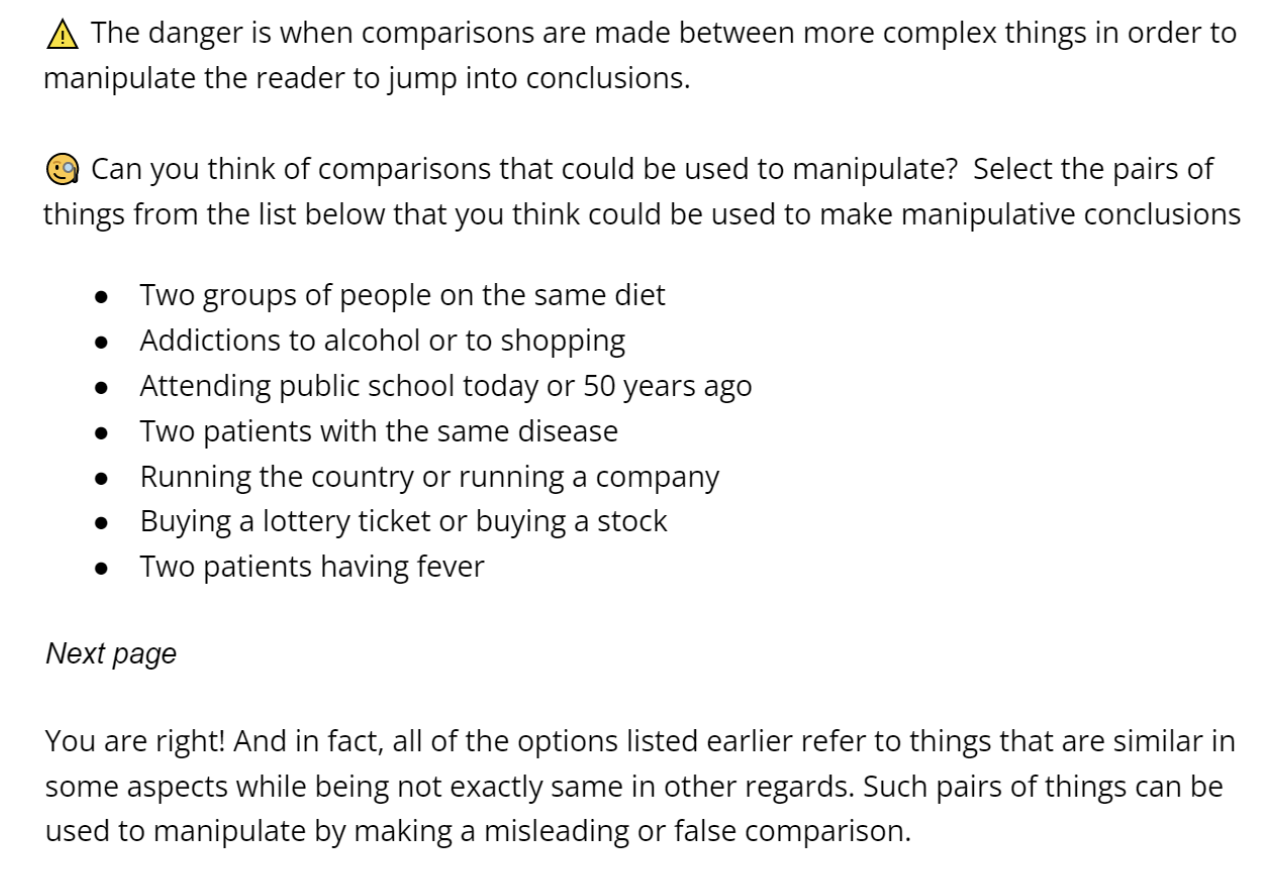 ⚠️ The danger is when comparisons are made between more complex things in order to
manipulate the reader to jump into conclusions.
🧐 Can you think of comparisons that could be used to manipulate?  Select the pairs of
things from the list below that you think could be used to make manipulative conclusions
● Two groups of people on the same diet
● Addictions to alcohol or to shopping
● Attending public school today or 50 years ago
● Two patients with the same disease
● Running the country or running a company
● Buying a lottery ticket or buying a stock
● Two patients having fever
Next page
You are right! And in fact, all of the options listed earlier refer to things that are similar in
some aspects while being not exactly same in other regards. Such pairs of things can be
used to manipulate by making a misleading or false comparison.